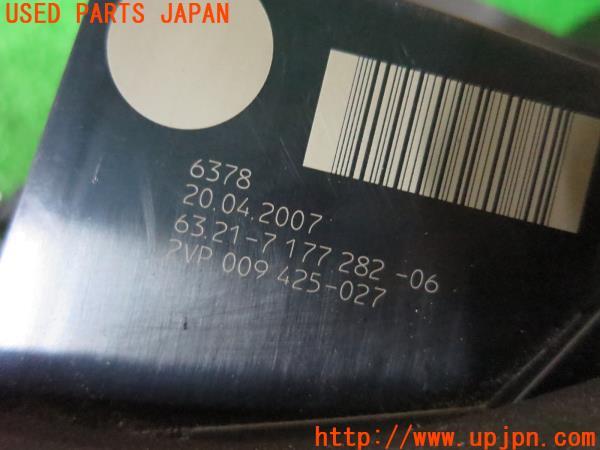 USED PARTS JAPAN
6378
20.04.2007
63.21-7 177 282 -06
2VP 009 425-027
http://www.upjpn.com